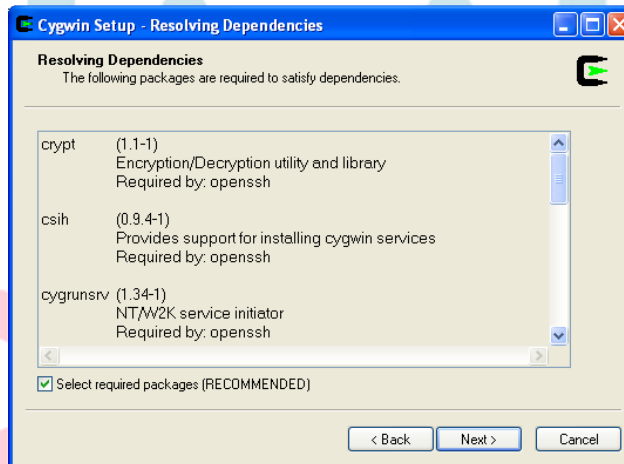 Cygwin Setup - Resolving Dependencies
Resolving Dependencies
The following packages are required to satisfy dependencies.
crypt (1.1-1)
Encryption/Decryption utility and library
Required by: openssh
csih (0.9.4-1)
Provides support for installing cygwin services
Required by: openssh
cygrunsrv (1.34-1)
NT/W2K service initiator
Required by: openssh
Select required packages (RECOMMENDED)
< Back Next > Cancel